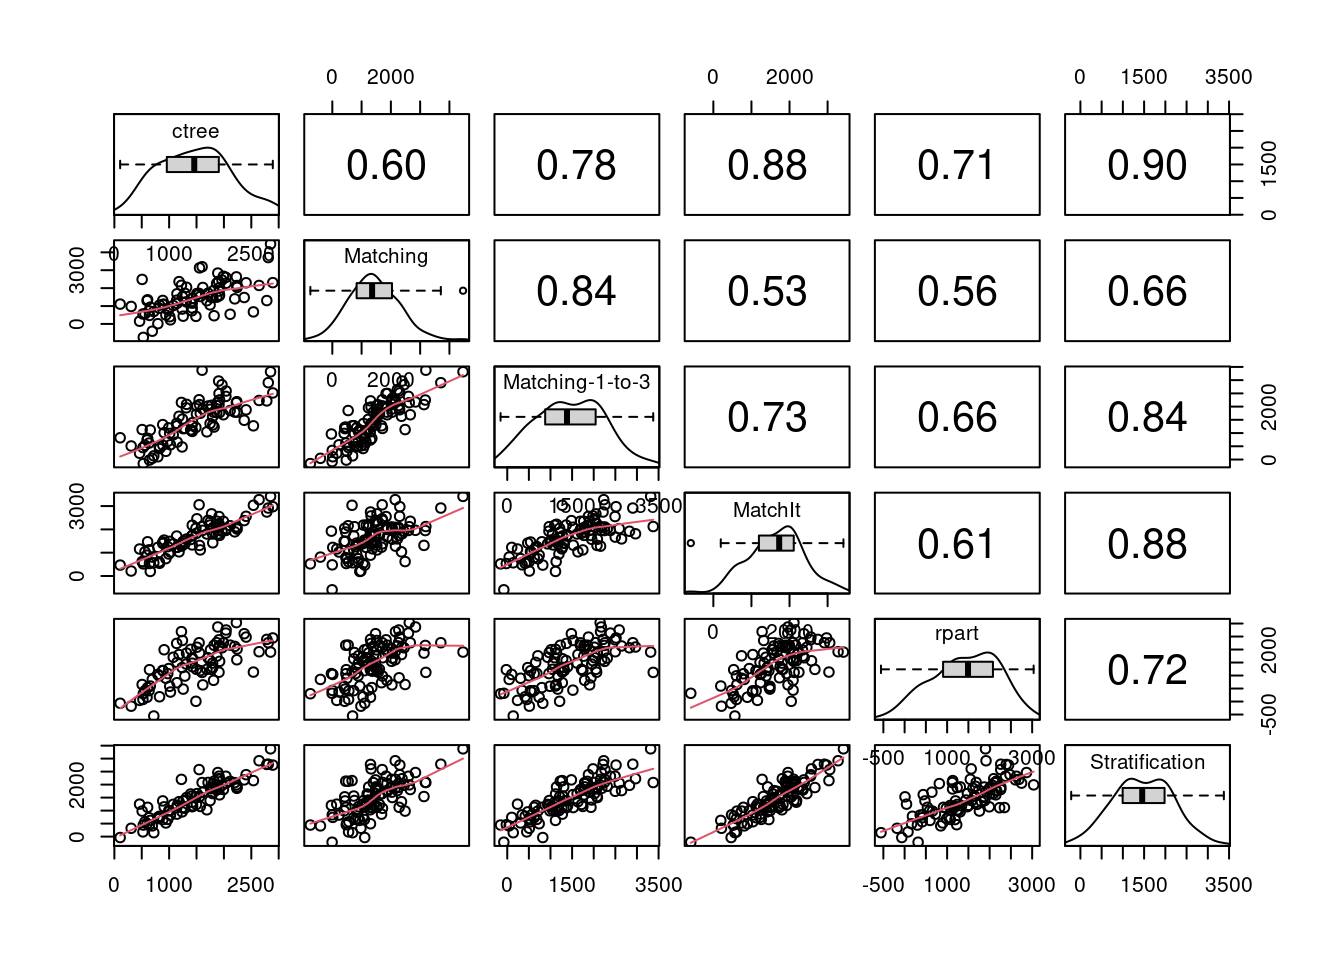 0 2000 0 2000 0 1500 3500
ctree 0.60 0.78 0.88 0.71 0.90 0 1500
0 3000 0 1000 2500 Matching 0.84 0.53 0.56 0.66
0 2000 Matching-1-to-3 0.73 0.66 0.84 0 2000
0 3000 0 1500 3500 MatchIt 0.61 0.88
0 rpart 0.72 -500 2000
0 2000 -500 1000 3000 Stratification
0 1000 2500 0 1500 3500 -500 1000 3000 0 1500 3500